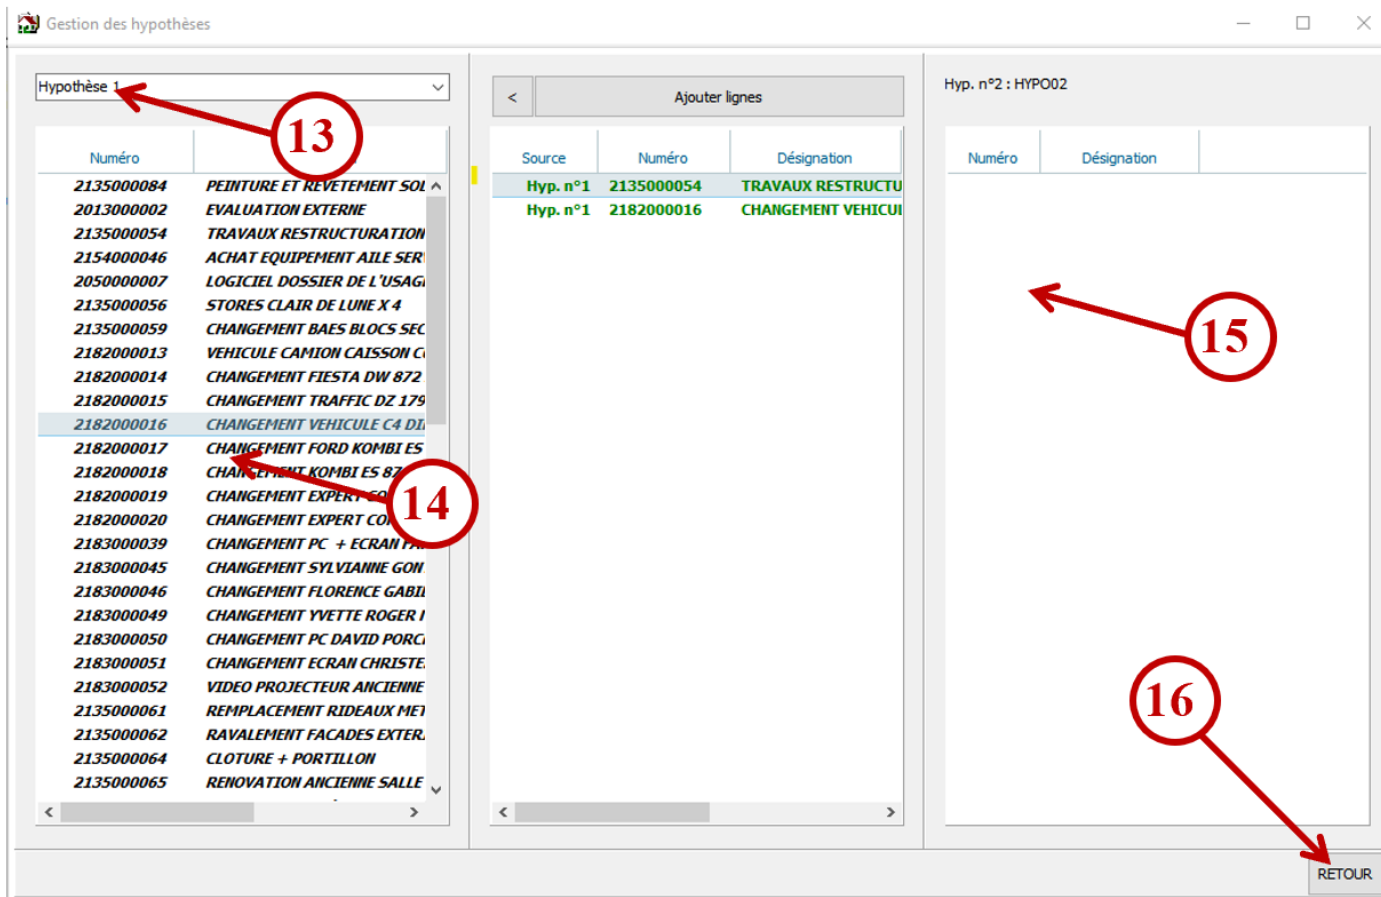 Gestion des hypothèses
Hypothèse 1
13
Numéro
2135000084 PEINTURE ET REVETEMENT SOL
2013000002 EVALUATION EXTERNE
2135000054 TRAVAUX RESTRUCTURATION
2154000046 ACHAT EQUIPEMENT AILE SER
2050000007 LOGICIEL DOSSIER DE L'USAG
2135000056 STORES CLAIR DE LUNE X 4
2135000059 CHANGEMENT BAES BLOCS SEC
2182000013 VEHICULE CAMION CAISSON C
2182000014 CHANGEMENT FIESTA DW 872
2182000015 CHANGEMENT TRAFFIC DZ 179
2182000016 CHANGEMENT VEHICULE C4 DI
2182000017 CHANGEMENT FORD KOMBI ES
2182000018 CHANGEMENT KOMBI ES 87
2182000019 CHANGEMENT EXPERT CO
2182000020 CHANGEMENT EXPERT CO
2183000039 CHANGEMENT PC + ECRAN
2183000045 CHANGEMENT SYLVIANNE GON
2183000046 CHANGEMENT FLORENCE GABI
2183000049 CHANGEMENT YVETTE ROGER
2183000050 CHANGEMENT PC DAVID PORC
2183000051 CHANGEMENT ECRAN CHRISTE
2183000052 VIDEO PROJECTEUR ANCIENNE
2135000061 REMPLACEMENT RIDEAUX MET
2135000062 RAVALEMENT FACADES EXTER
2135000064 CLOTURE + PORTILLON
2135000065 RENOVATION ANCIENNE SALLE
14
< Ajouter lignes
Source Numéro Désignation
Hyp. n°1 2135000054 TRAVAUX RESTRUCTU
Hyp. n°1 2182000016 CHANGEMENT VEHICUL
Hyp. n°2 : HYPO02
Numéro Désignation
15
16
RETOUR